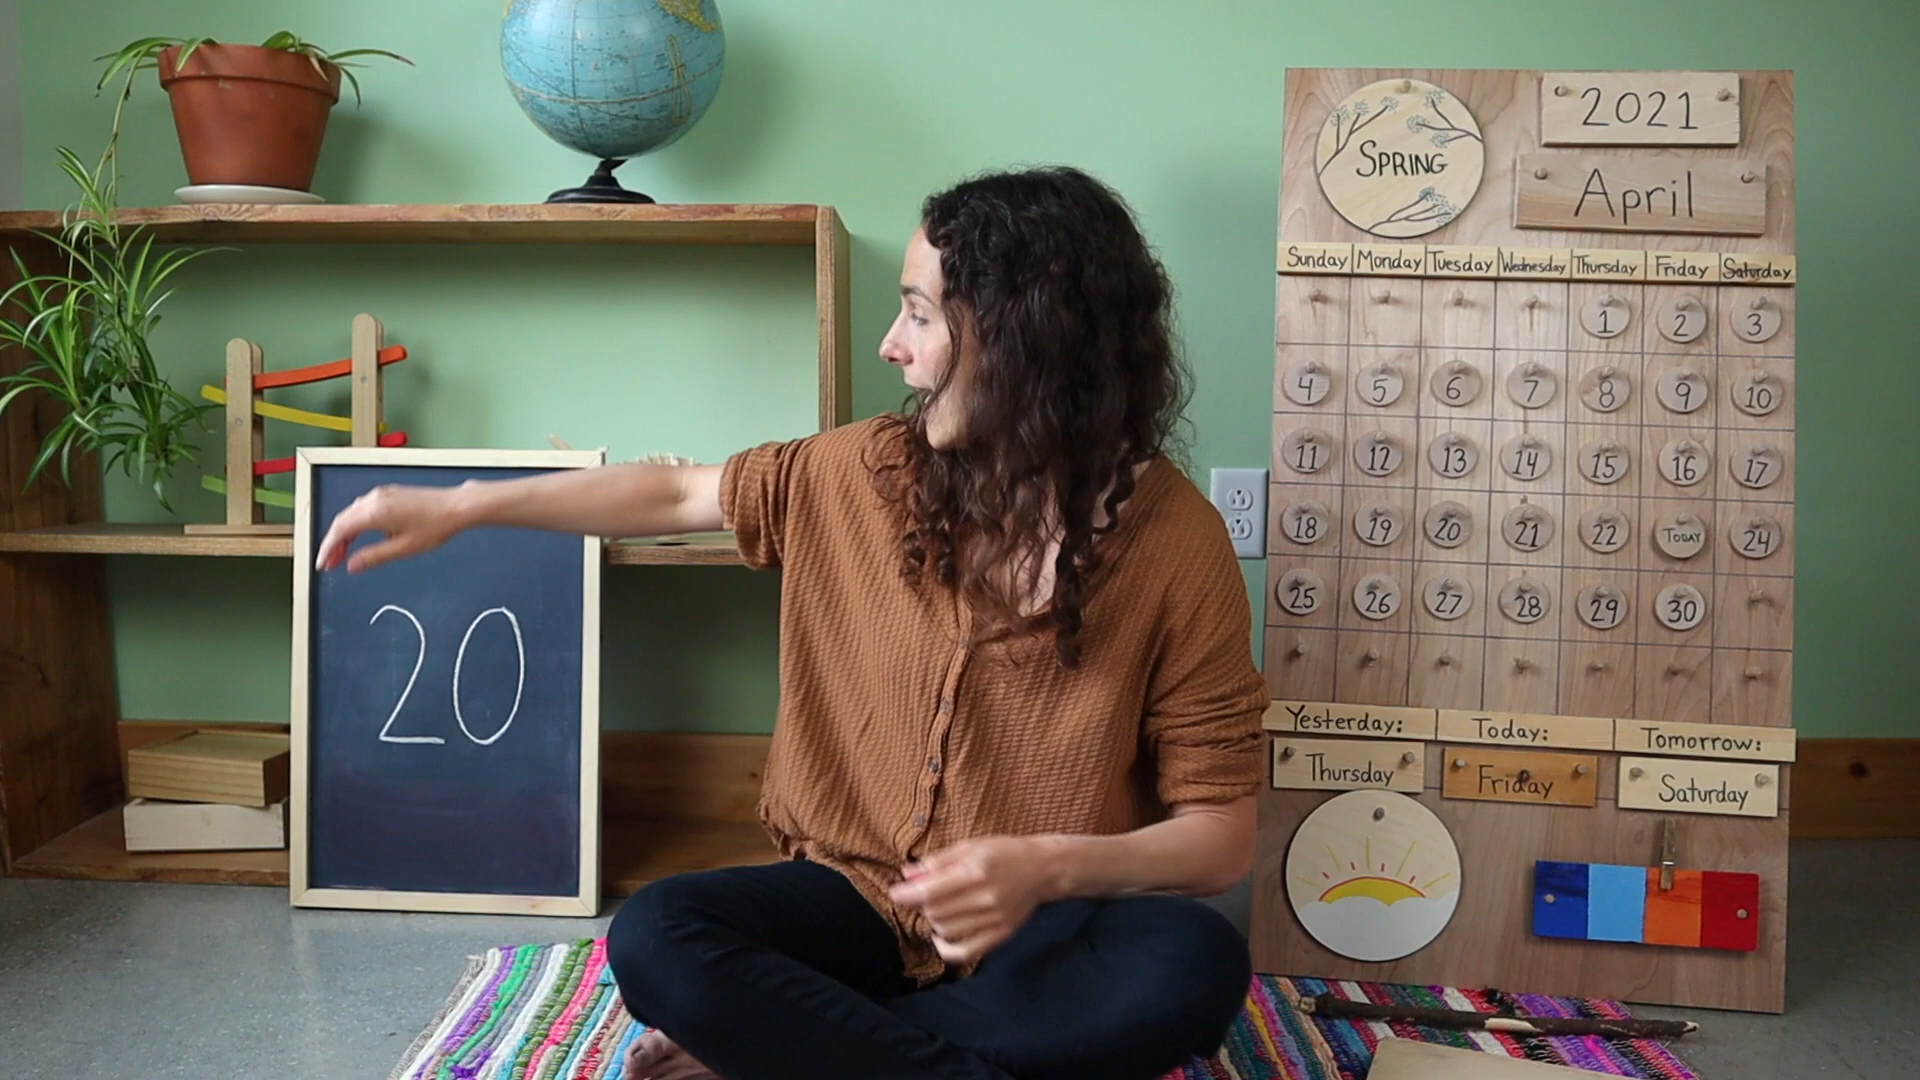 20
SPRING
2021
April
Sunday Monday Tuesday Wednesday Thursday Friday Saturday
1 2 3
4 5 6 7 8 9 10
11 12 13 14 15 16 17
18 19 20 21 22 TODAY 24
25 26 27 28 29 30
Yesterday: Today: Tomorrow:
Thursday Friday Saturday